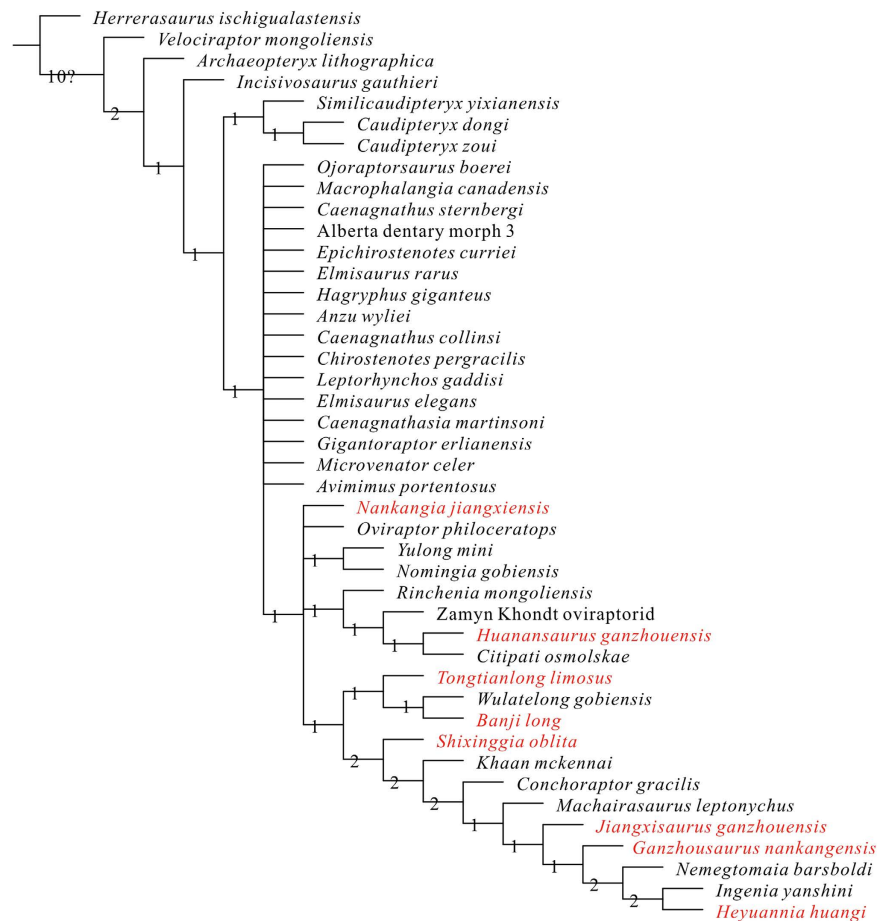 Herrerasaurus ischigualastensis
Velociraptor mongoliensis
10?
Archaeopteryx lithographica
Incisivosaurus gauthieri
2
Similicaudipteryx yixianensis
1
Caudipteryx dongi
1
Caudipteryx zoui
1
Ojoraptorsaurus boerei
Macrophalangia canadensis
Caenagnathus sternbergi
Alberta dentary morph 3
1
Epichirostenotes curriei
Elmisaurus rarus
Hagryphus giganteus
Anzu wyliei
Caenagnathus collinsi
Chirostenotes pergracilis
Leptorhynchos gaddisi
1
Elmisaurus elegans
Caenagnathasia martinsoni
Gigantoraptor erlianensis
Microvenator celer
Avimimus portentosus
Nankangia jiangxiensis
Oviraptor philoceratops
Yulong mini
1
Nomingia gobiensis
Rinchenia mongoliensis
1
1
Zamyn Khondt oviraptorid
1
Huanansaurus ganzhouensis
1
Citipati osmolskae
Tongtianlong limosus
1
Wulatelong gobiensis
1
Banji long
1
Shixinggia oblita
2
Khaan mckennai
2
Conchoraptor gracilis
2
Machairasaurus leptonychus
1
Jiangxisaurus ganzhouensis
1
Ganzhousaurus nankangensis
1
Nemegtomaia barsboldi
2
Ingenia yanshini
2
Heyuannia huangi